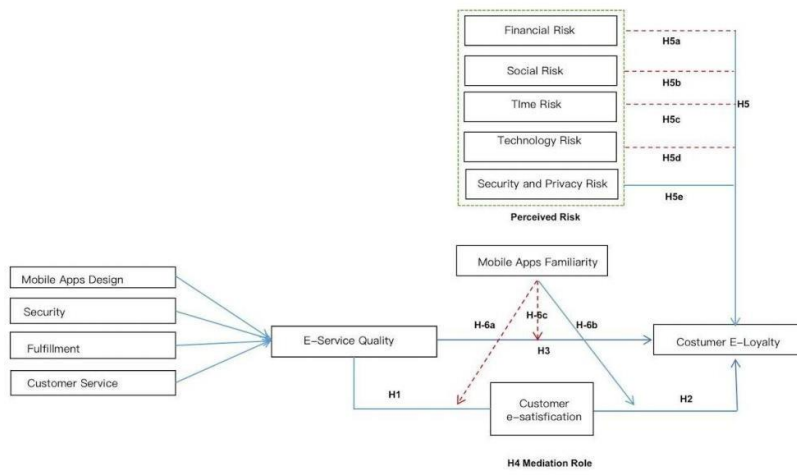 Financial Risk
H5a
Social Risk
H5b
H5
TIme Risk
H5c
Technology Risk
H5d
Security and Privacy Risk
H5e
Perceived Risk
Mobile Apps Familiarity
Mobile Apps Design
Security
Fulfillment
Customer Service
E-Service Quality
H-6a
H-6c
H-6b
H3
Costumer E-Loyalty
H1
Customer
e-satisfication
H2
H4 Mediation Role